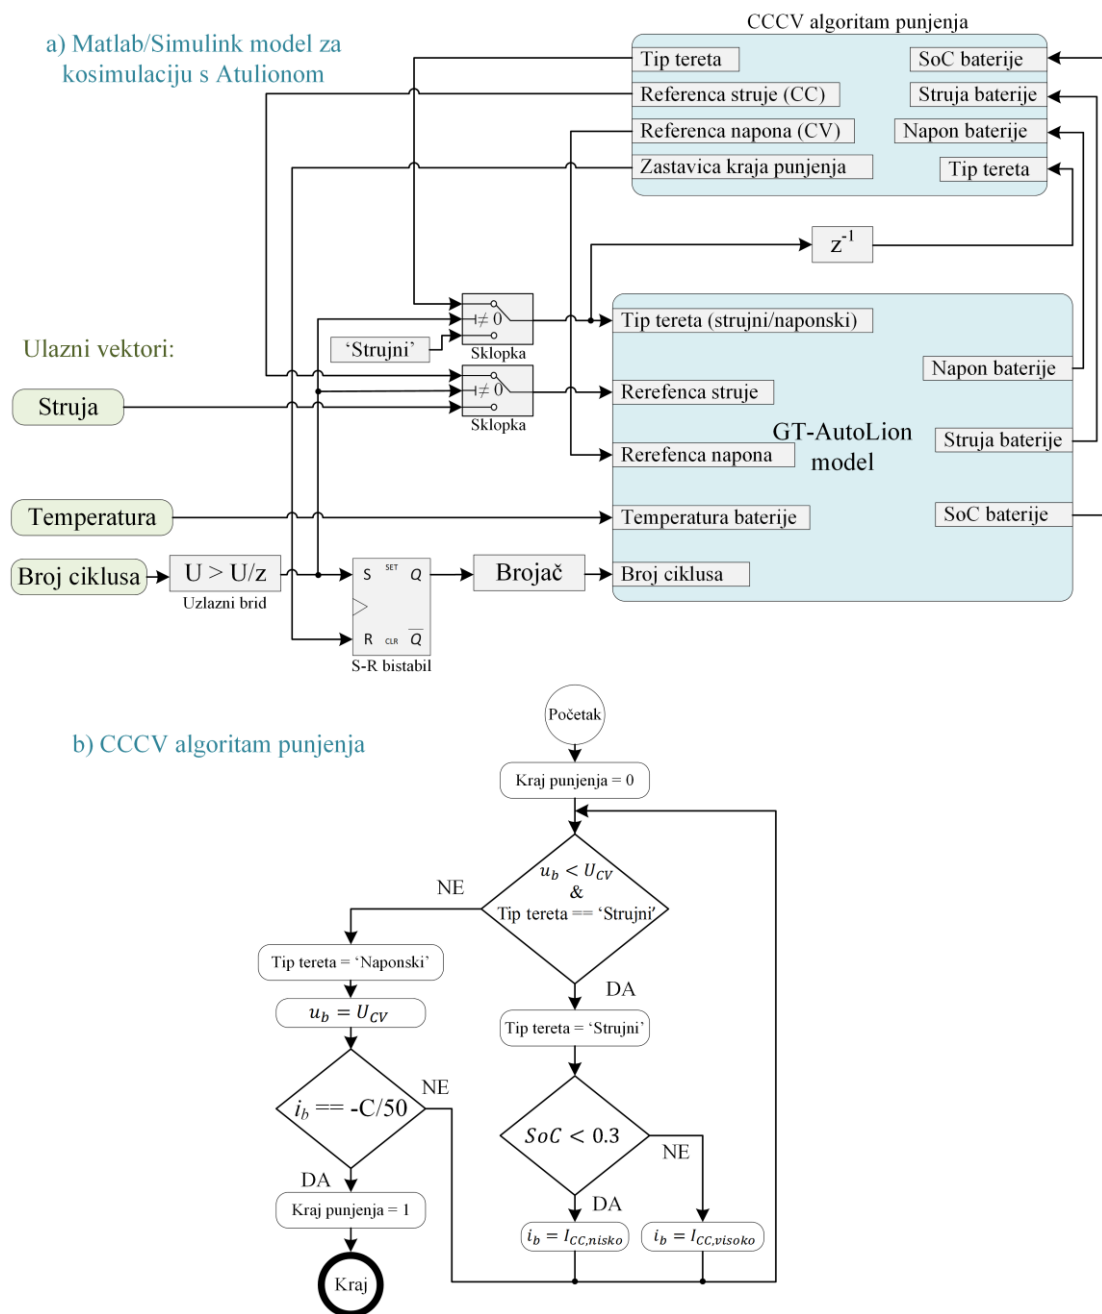 a) Matlab/Simulink model za
kosimulaciju s Atulionom
CCCV algoritam punjenja
Tip tereta
Referenca struje (CC)
Referenca napona (CV)
Zastavica kraja punjenja
SoC baterije
Struja baterije
Napon baterije
Tip tereta
z⁻¹
≠ 0
Sklopka
‘Strujni’
≠ 0
Sklopka
Ulazni vektori:
Struja
Temperatura
Broj ciklusa
U > U/z
Uzlazni brid
S SET Q
R CLR Q̅
S-R bistabil
Brojač
Tip tereta (strujni/naponski)
Rerefenca struje
Rerefenca napona
Temperatura baterije
Broj ciklusa
GT-AutoLion
model
Napon baterije
Struja baterije
SoC baterije
b) CCCV algoritam punjenja
Početak
Kraj punjenja = 0
u_b < U_CV
&
Tip tereta == ‘Strujni’
NE
DA
Tip tereta = ‘Naponski’
u_b = U_CV
i_b == -C/50
NE
DA
Kraj punjenja = 1
Kraj
Tip tereta = ‘Strujni’
SoC < 0.3
NE
DA
i_b = I_CC,nisko
i_b = I_CC,visoko